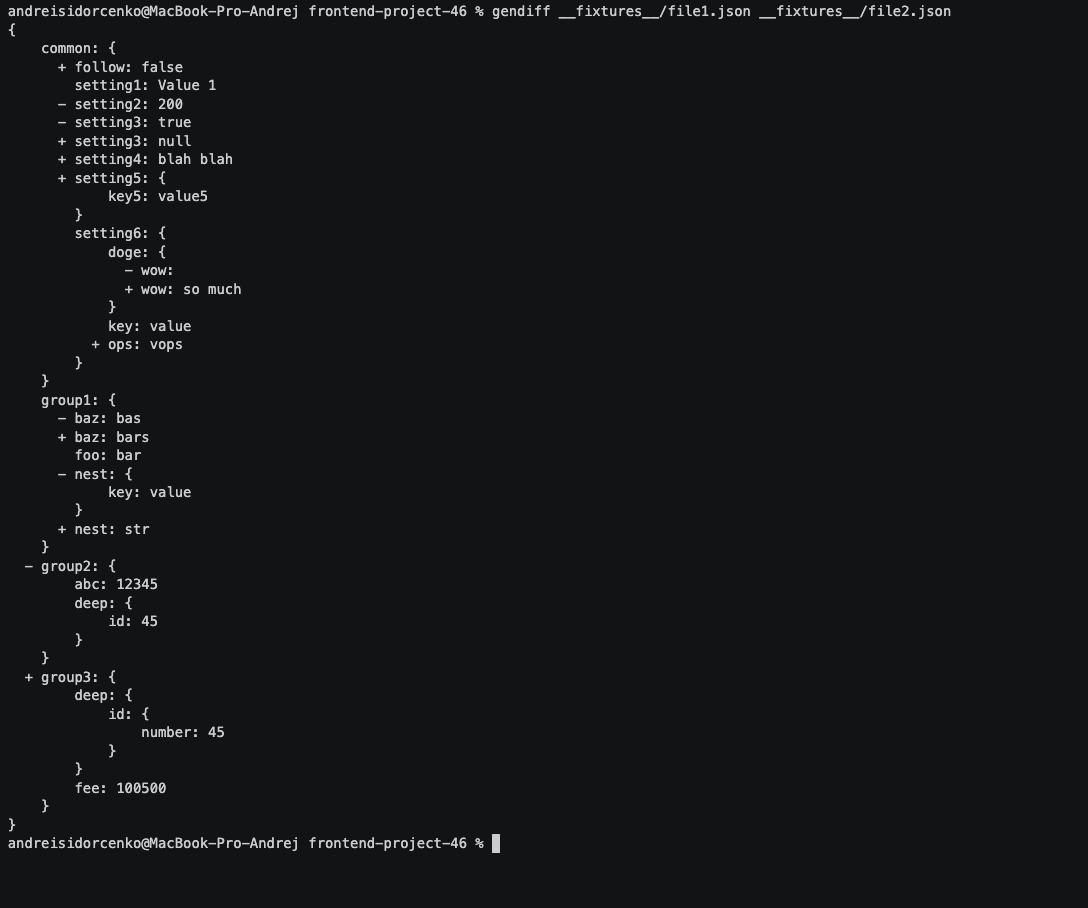 andreisidorcenko@MacBook-Pro-Andrej frontend-project-46 % gendiff __fixtures__/file1.json __fixtures__/file2.json
{
    common: {
      + follow: false
        setting1: Value 1
      - setting2: 200
      - setting3: true
      + setting3: null
      + setting4: blah blah
      + setting5: {
            key5: value5
        }
        setting6: {
            doge: {
              - wow:
              + wow: so much
            }
            key: value
          + ops: vops
        }
    }
    group1: {
      - baz: bas
      + baz: bars
        foo: bar
      - nest: {
            key: value
        }
      + nest: str
    }
  - group2: {
        abc: 12345
        deep: {
            id: 45
        }
    }
  + group3: {
        deep: {
            id: {
                number: 45
            }
        }
        fee: 100500
    }
}
andreisidorcenko@MacBook-Pro-Andrej frontend-project-46 %